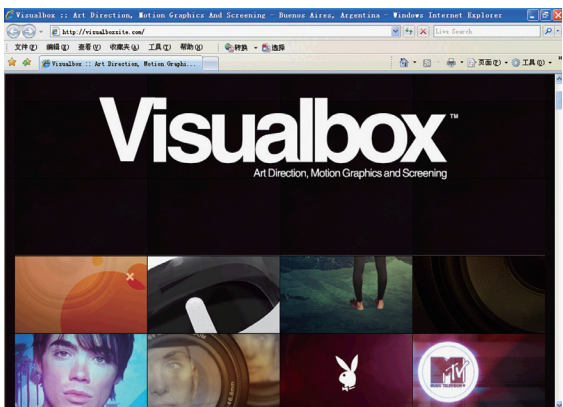 Visualbox :: Art Direction, Motion Graphics And Screening - Buenos Aires, Argentina - Windows Internet Explorer
http://visualboxsite.com/
Live Search
文件(F) 编辑(E) 查看(V) 收藏夹(A) 工具(T) 帮助(H) 转换 选择
Visualbox :: Art Direction, Motion Graphi... 页面(P) 工具(O)
Visualbox™
Art Direction, Motion Graphics and Screening
MTV
MUSIC TELEVISION